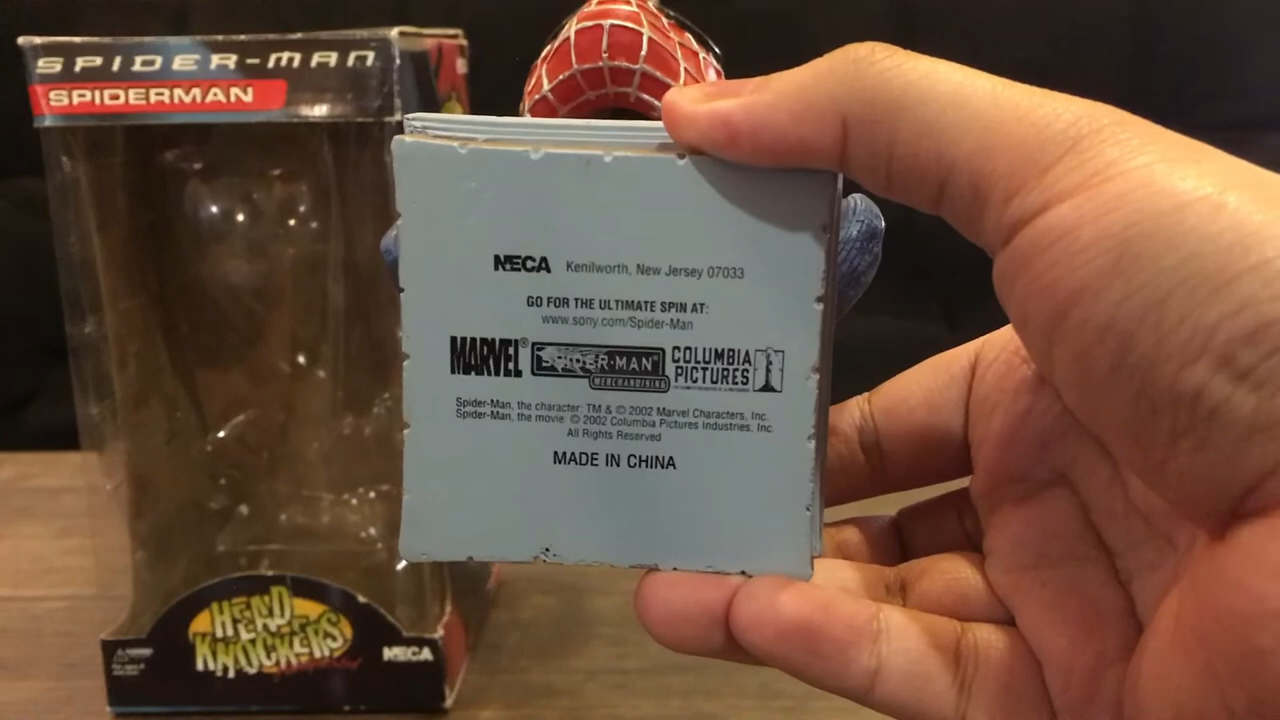 SPIDER-MAN
SPIDERMAN
NECA Kenilworth, New Jersey 07033
GO FOR THE ULTIMATE SPIN AT:
www.sony.com/Spider-Man
MARVEL® SPIDER-MAN® COLUMBIA
MERCHANDISING PICTURES
Spider-Man, the character: TM & © 2002 Marvel Characters, Inc.
Spider-Man, the movie: © 2002 Columbia Pictures Industries, Inc.
All Rights Reserved
MADE IN CHINA
HEAD
KNOCKERS
NECA